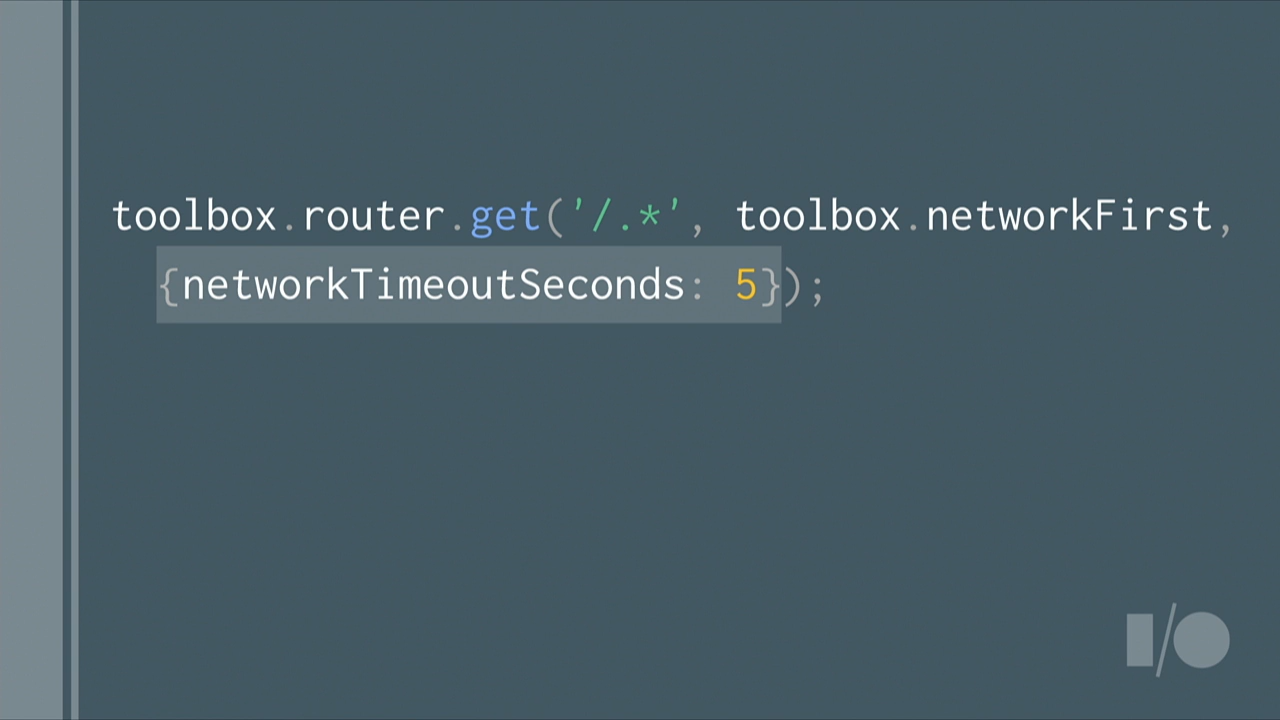 toolbox.router.get('/.*', toolbox.networkFirst,
{networkTimeoutSeconds: 5});
I/O